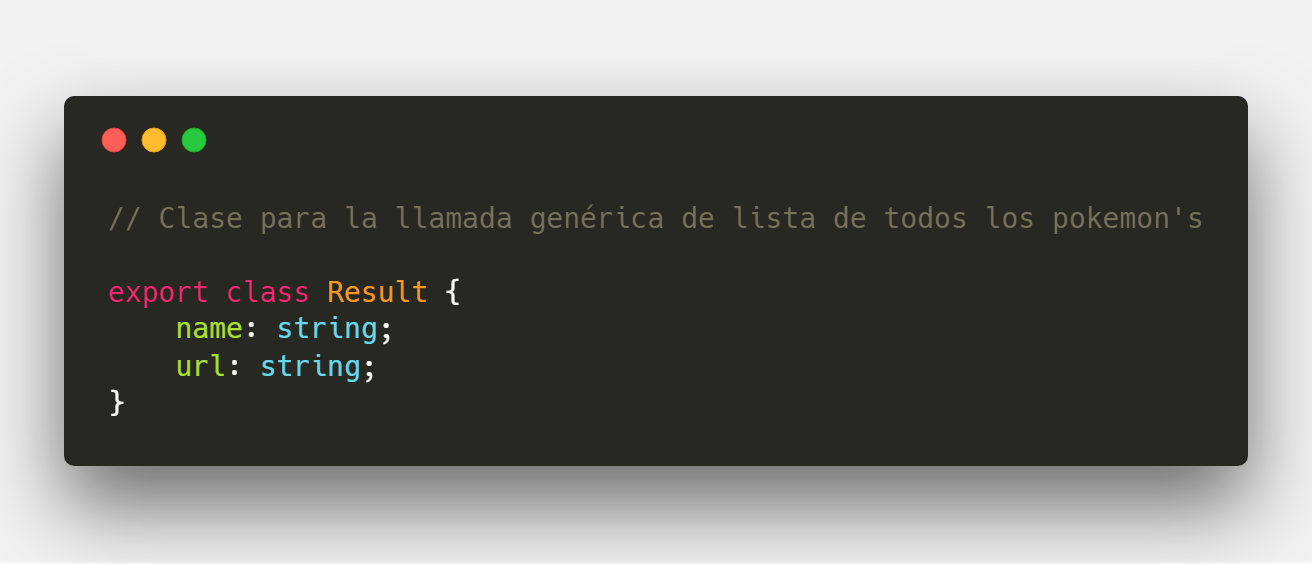 // Clase para la llamada genérica de lista de todos los pokemon's
export class Result {
    name: string;
    url: string;
}